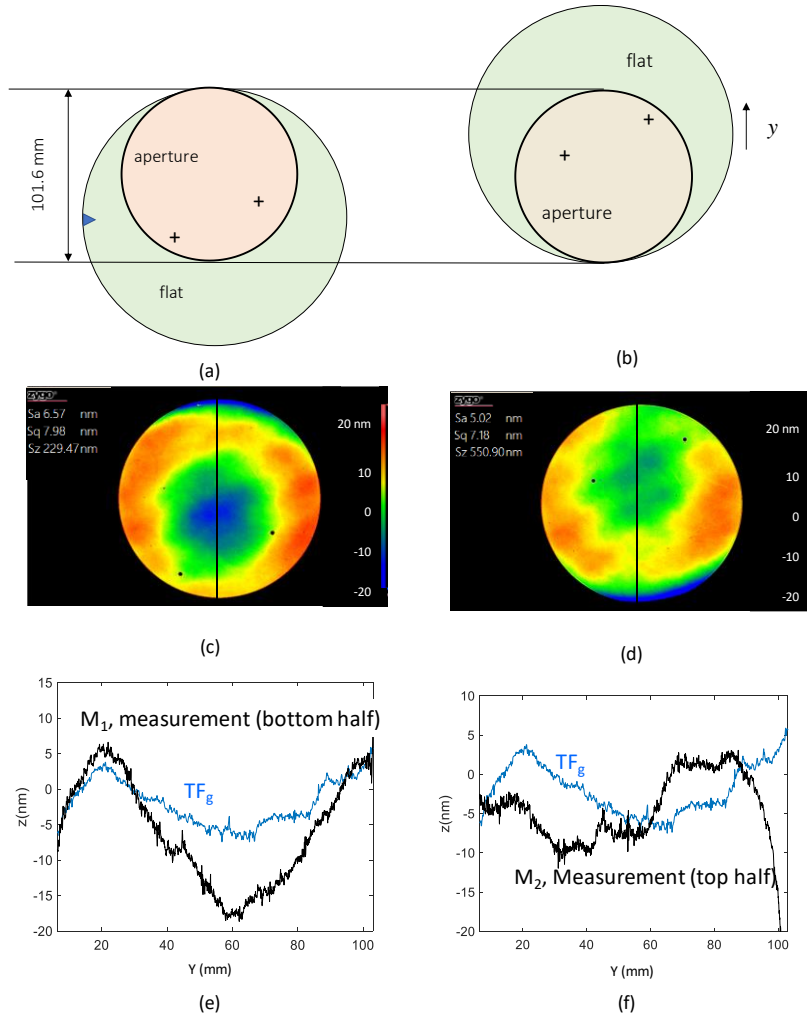 flat
aperture
y
101.6 mm
aperture
flat
(a)
(b)
zygo
Sa 6.57 nm
Sq 7.98 nm
Sz 229.47 nm
20 nm
10
0
-10
-20
zygo
Sa 5.02 nm
Sq 7.18 nm
Sz 550.90 nm
20 nm
10
0
-10
-20
(c)
(d)
15
10
5
0
-5
-10
-15
-20
z(nm)
M1, measurement (bottom half)
TFg
20
40
60
80
100
Y (mm)
(e)
10
5
0
-5
-10
-15
-20
z(nm)
TFg
M2, Measurement (top half)
20
40
60
80
100
Y (mm)
(f)